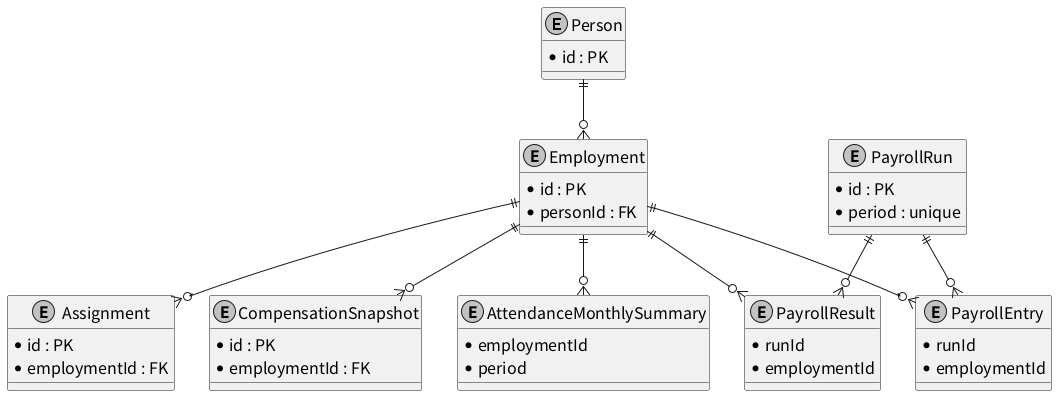 E Person
* id : PK
E Employment
* id : PK
* personId : FK
E PayrollRun
* id : PK
* period : unique
E Assignment
* id : PK
* employmentId : FK
E CompensationSnapshot
* id : PK
* employmentId : FK
E AttendanceMonthlySummary
* employmentId
* period
E PayrollResult
* runId
* employmentId
E PayrollEntry
* runId
* employmentId